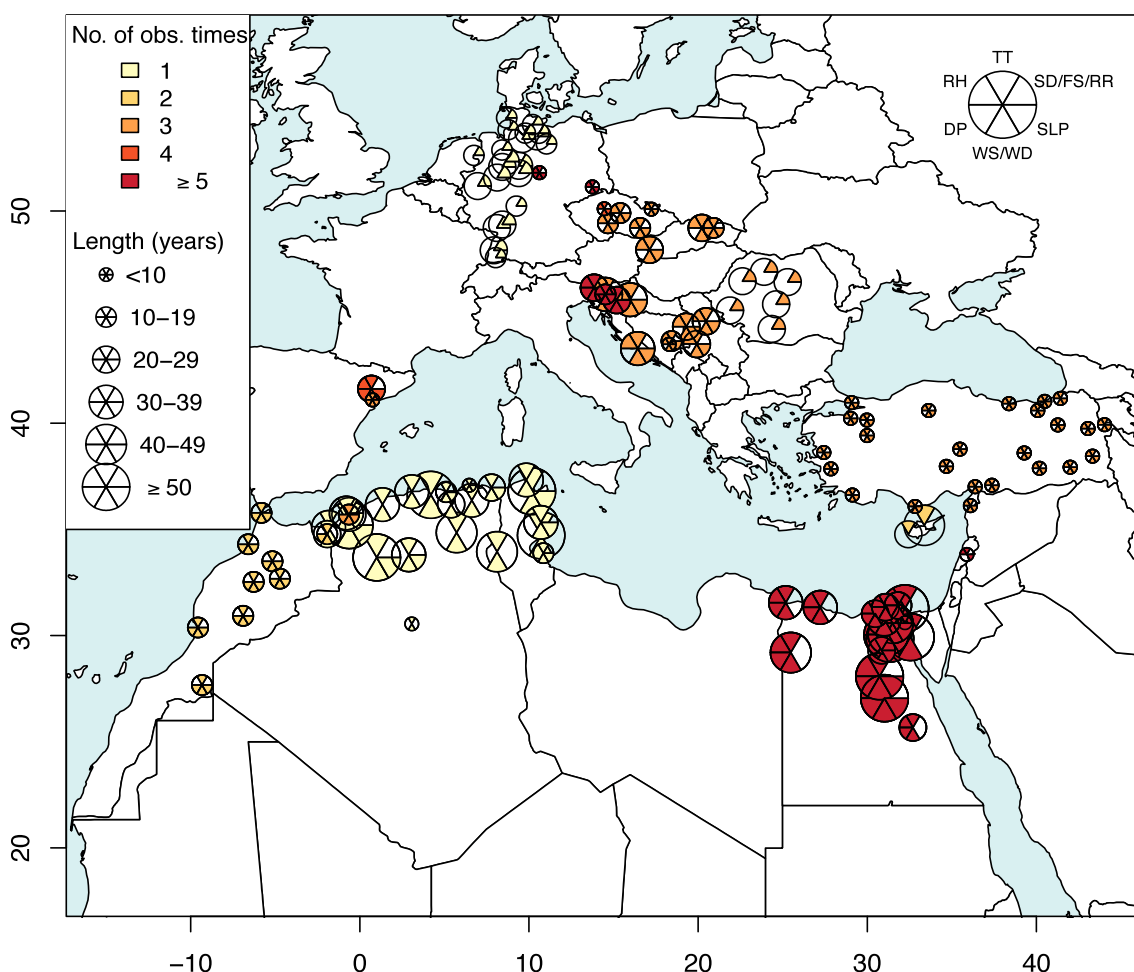 No. of obs. times
1
2
3
4
≥ 5
Length (years)
<10
10−19
20−29
30−39
40−49
≥ 50
TT
RH
SD/FS/RR
DP
SLP
WS/WD
50
40
30
20
−10
0
10
20
30
40